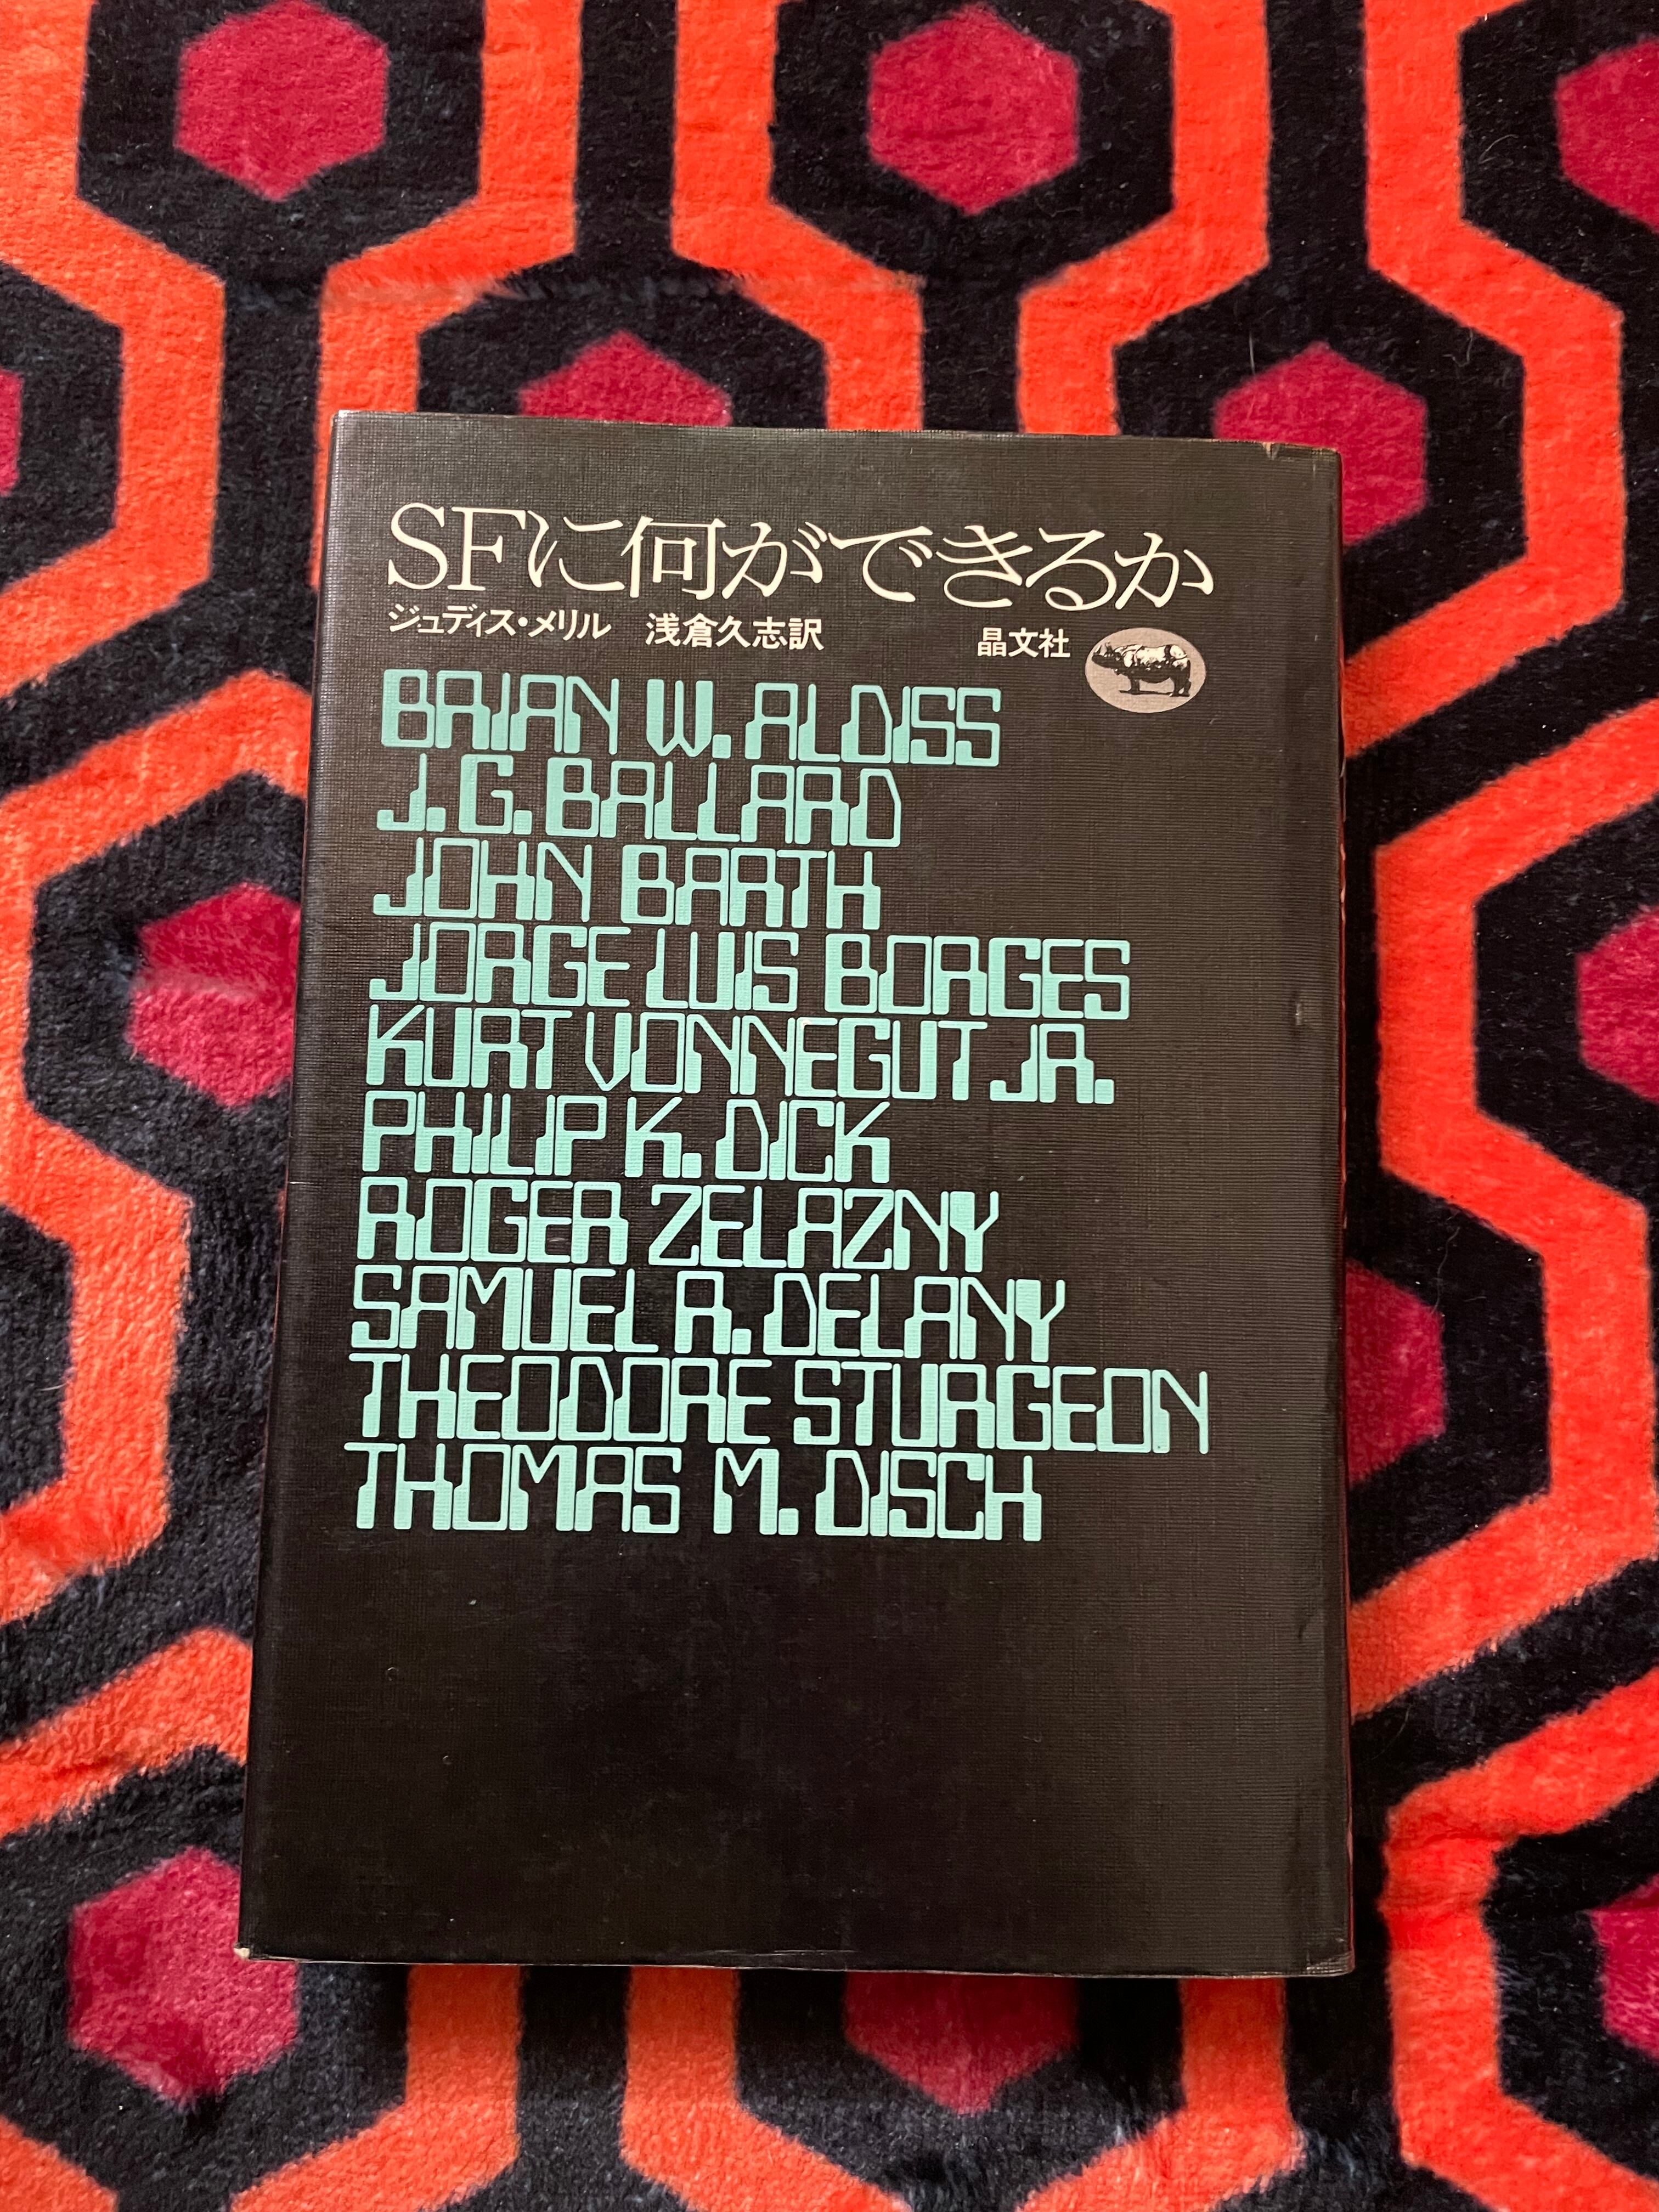 SFに何ができるか
ジュディス・メリル 浅倉久志訳 晶文社
BRIAN W. ALDISS
J. G. BALLARD
JOHN BARTH
JORGE LUIS BORGES
KURT VONNEGUT JR.
PHILIP K. DICK
ROGER ZELAZNY
SAMUEL R. DELANY
THEODORE STURGEON
THOMAS M. DISCH